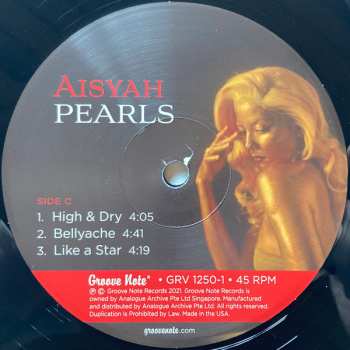 AISYAH
PEARLS
SIDE C
1. High & Dry 4:05
2. Bellyache 4:41
3. Like a Star 4:19
Groove Note® • GRV 1250-1 • 45 RPM
℗ © Groove Note Records 2021. Groove Note Records is
owned by Analogue Archive Pte Ltd Singapore. Manufactured
and distributed by Analogue Archive Pte Ltd. All rights reserved.
Duplication is Prohibited by Law. Made in the USA.
groovenote.com